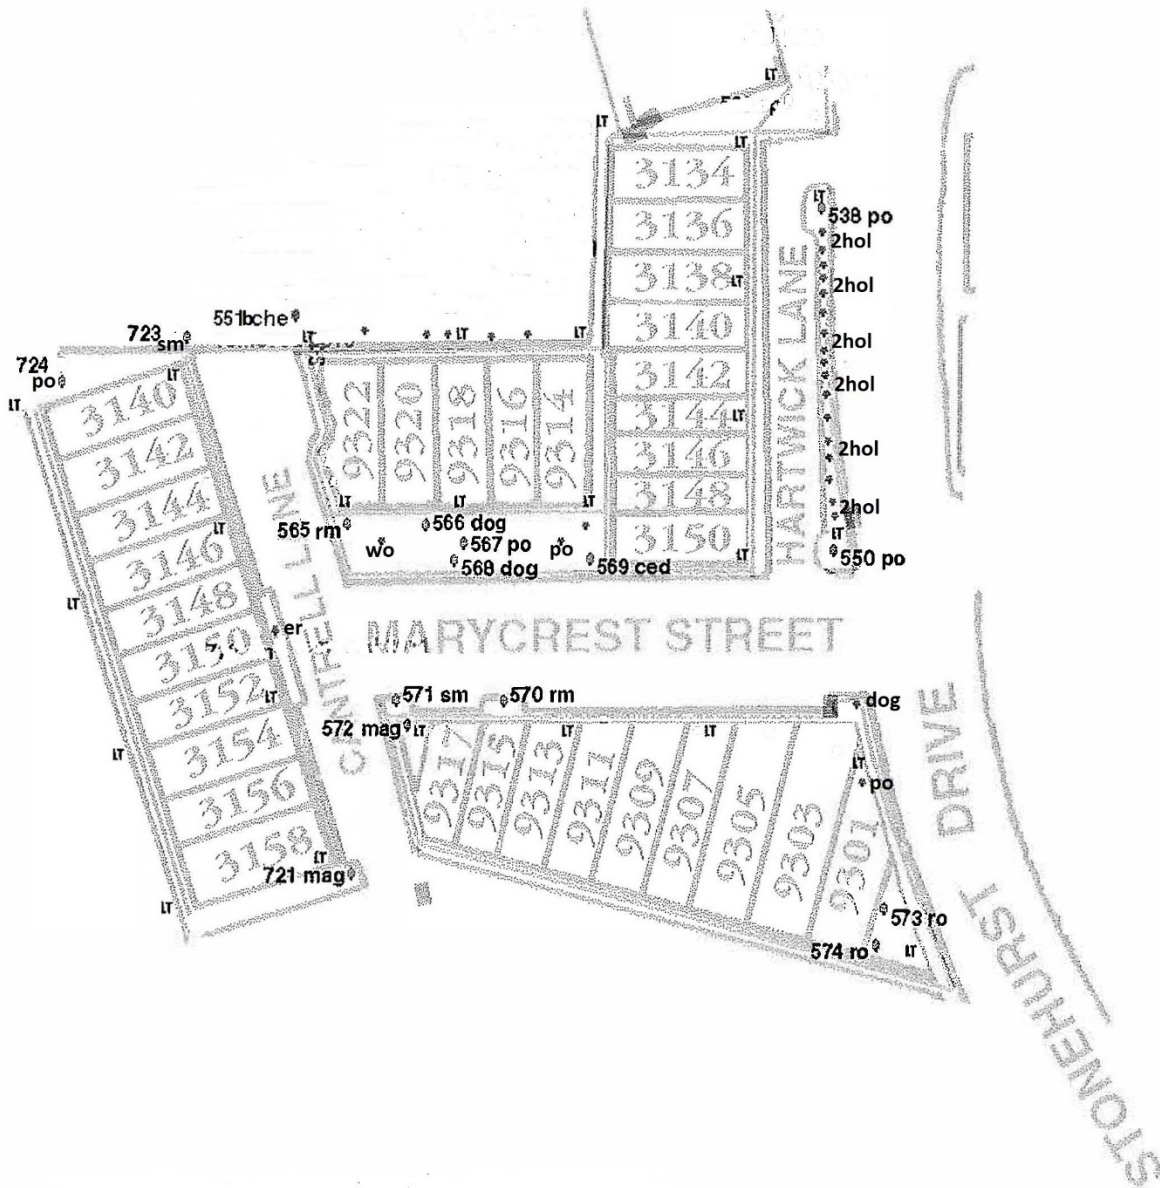 LT
LT
LT
3134
3136
3138
LT
3140
3142
3144
LT
3146
3148
3150
LT
HARTWICK LANE
LT
538 po
2hol
2hol
2hol
2hol
2hol
2hol
LT
550 po
551bche
723
sm
724
po
LT
LT
LT
LT
LT
9322
9320
9318
9316
9314
LT
LT
LT
565 rm
566 dog
wo
567 po
po
568 dog
569 ced
3140
3142
3144
LT
3146
LT
3148
3150
er
3152
LT
3154
LT
3156
3158
LT
LT
721 mag
CANTRELL LANE
MARYCREST STREET
571 sm
570 rm
dog
572 mag
LT
LT
LT
LT
po
9317
9315
9313
9311
9309
9307
9305
9303
9301
573 ro
574 ro
LT
STONEHURST DRIVE